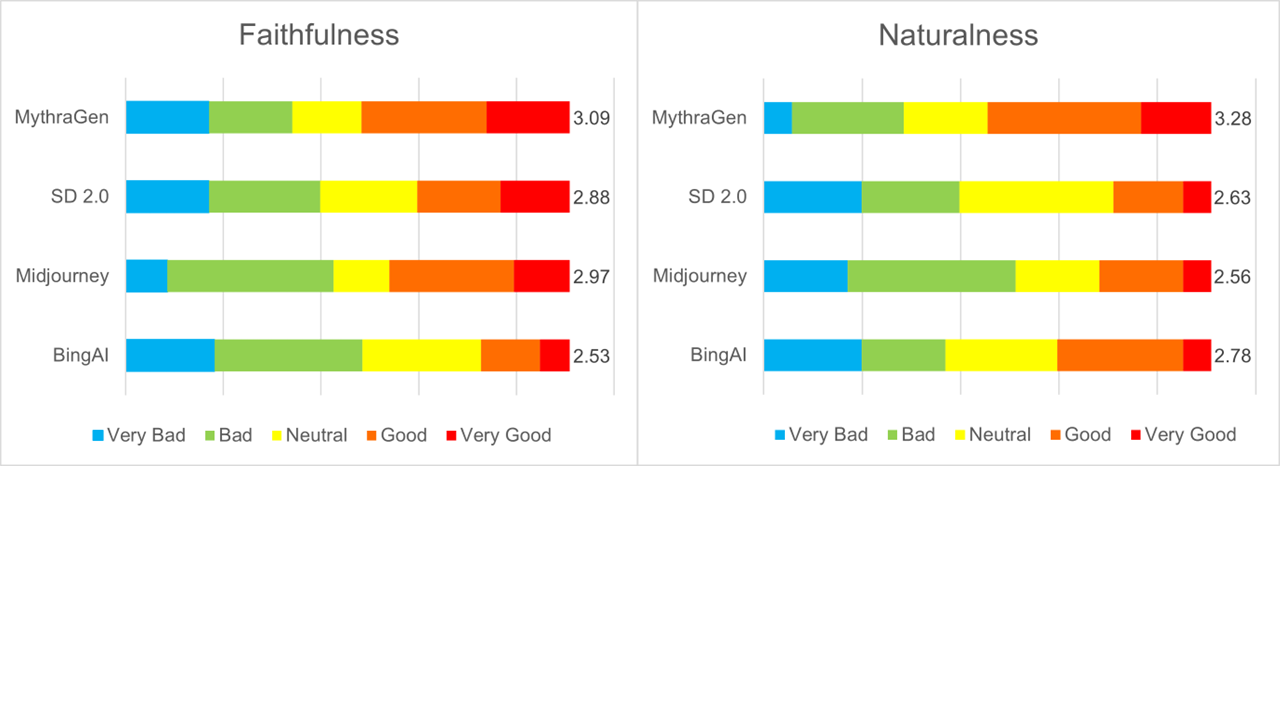 Faithfulness
MythraGen
3.09
SD 2.0
2.88
Midjourney
2.97
BingAI
2.53
Very Bad Bad Neutral Good Very Good
Naturalness
MythraGen
3.28
SD 2.0
2.63
Midjourney
2.56
BingAI
2.78
Very Bad Bad Neutral Good Very Good